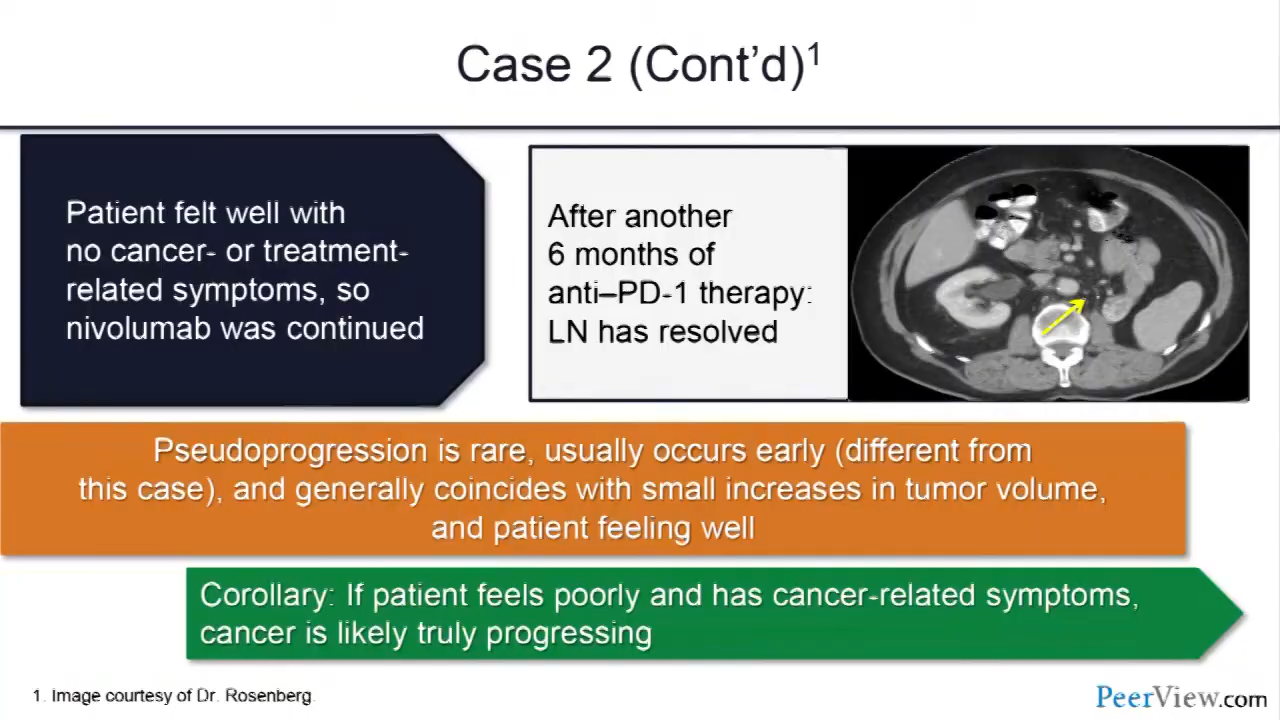 Case 2 (Cont’d)1
Patient felt well with
no cancer- or treatment-
related symptoms, so
nivolumab was continued
After another
6 months of
anti–PD-1 therapy:
LN has resolved
Pseudoprogression is rare, usually occurs early (different from
this case), and generally coincides with small increases in tumor volume,
and patient feeling well
Corollary: If patient feels poorly and has cancer-related symptoms,
cancer is likely truly progressing
1. Image courtesy of Dr. Rosenberg.
PeerView.com